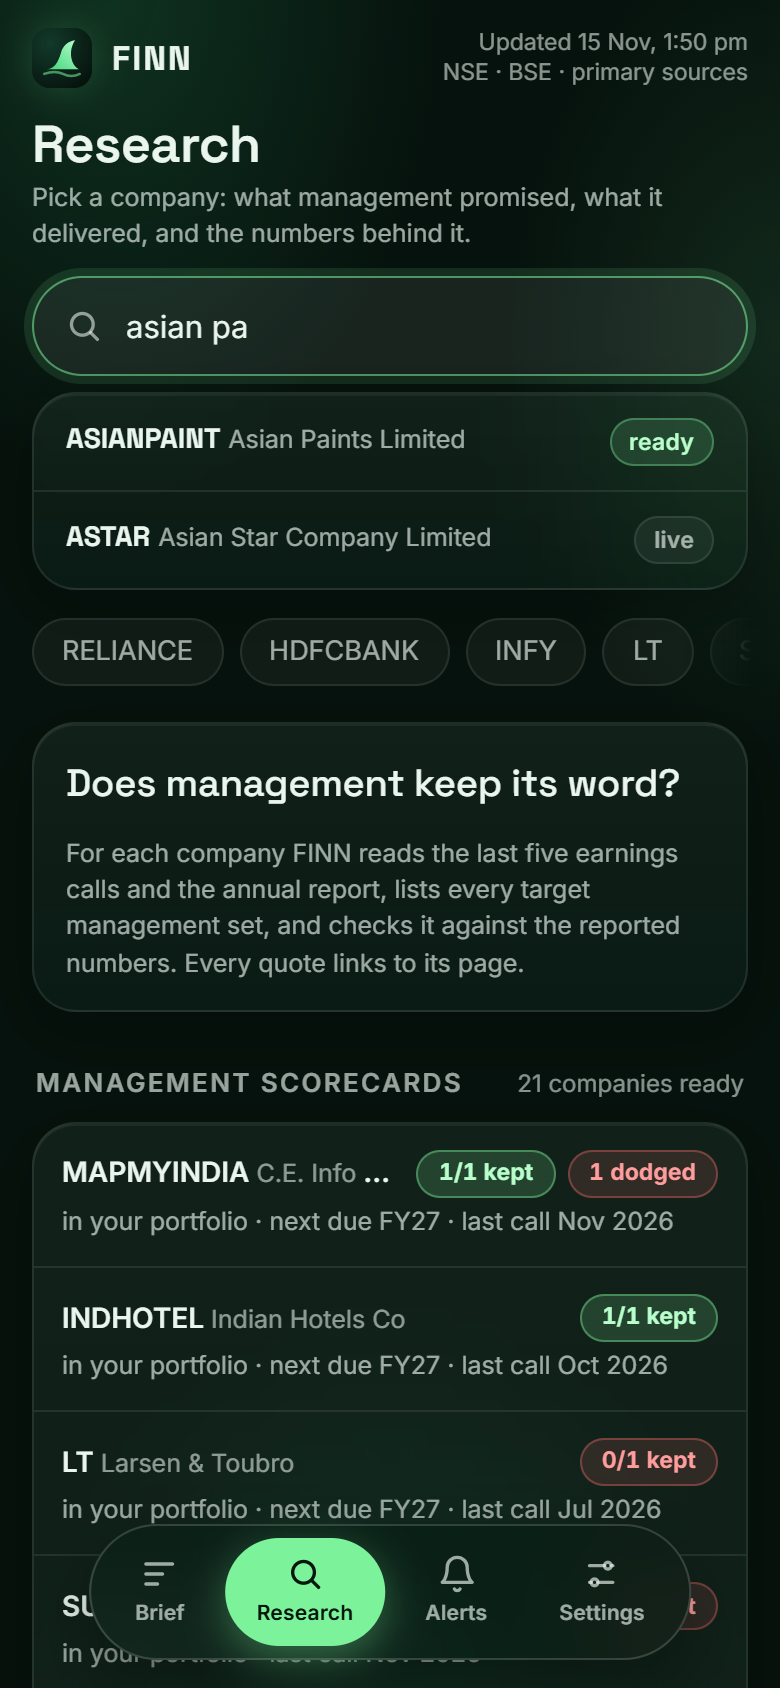 FINN
Updated 15 Nov, 1:50 pm
NSE · BSE · primary sources
Research
Pick a company: what management promised, what it
delivered, and the numbers behind it.
asian pa
ASIANPAINT Asian Paints Limited ready
ASTAR Asian Star Company Limited live
RELIANCE HDFCBANK INFY LT
Does management keep its word?
For each company FINN reads the last five earnings
calls and the annual report, lists every target
management set, and checks it against the reported
numbers. Every quote links to its page.
MANAGEMENT SCORECARDS 21 companies ready
MAPMYINDIA C.E. Info ... 1/1 kept 1 dodged
in your portfolio · next due FY27 · last call Nov 2026
INDHOTEL Indian Hotels Co 1/1 kept
in your portfolio · next due FY27 · last call Oct 2026
LT Larsen & Toubro 0/1 kept
in your portfolio · next due FY27 · last call Jul 2026
Brief Research Alerts Settings